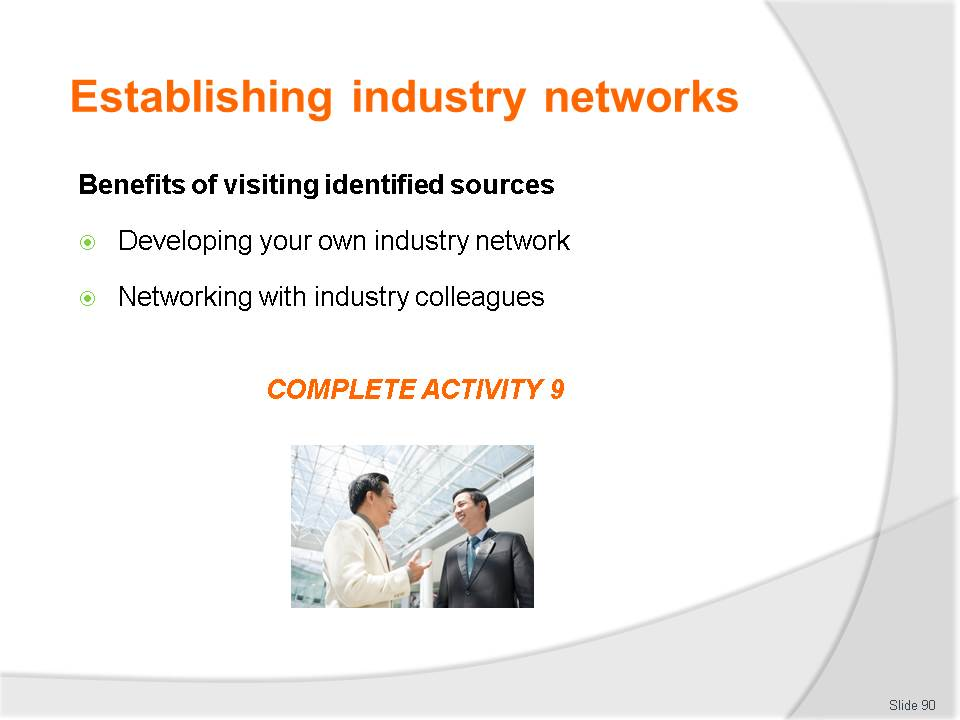 Establishing industry networks
Benefits of visiting identified sources
Developing your own industry network
Networking with industry colleagues
COMPLETE ACTIVITY 9
Slide 90